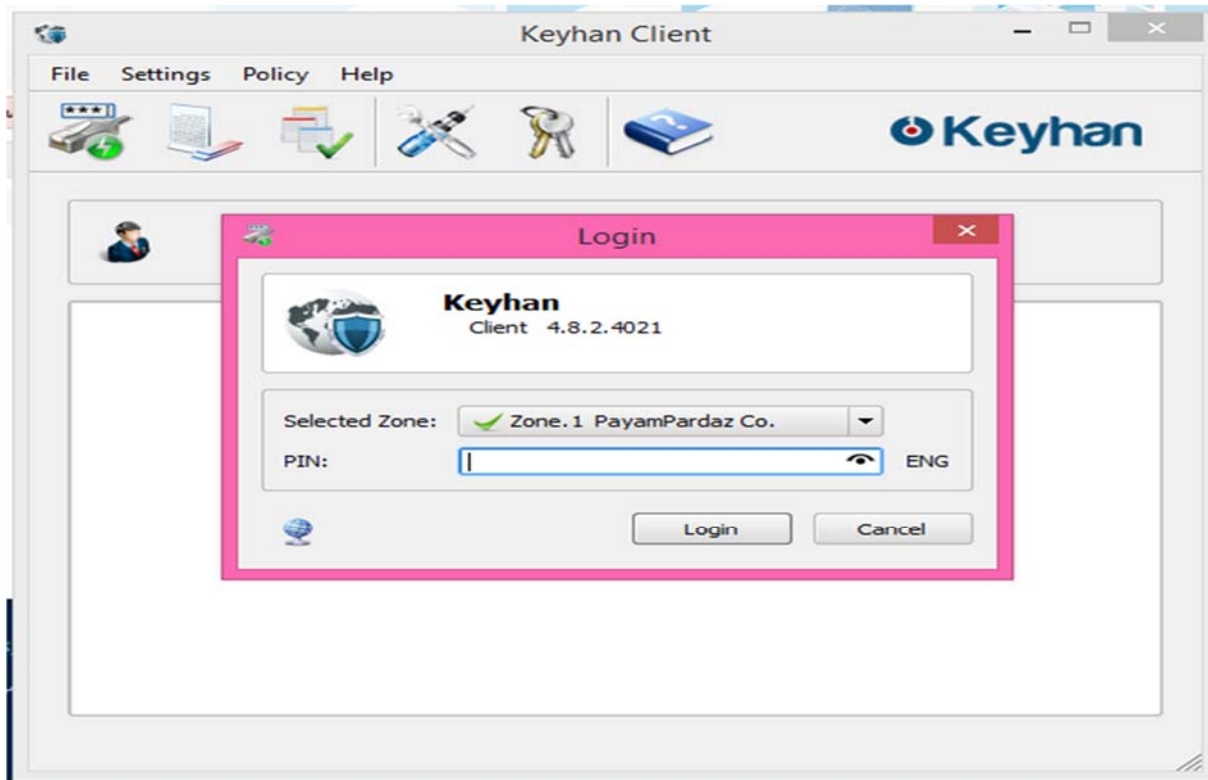 Keyhan Client
File Settings Policy Help
***
Keyhan
Login
Keyhan
Client 4.8.2.4021
Selected Zone: Zone.1 PayamPardaz Co.
PIN: ENG
Login Cancel